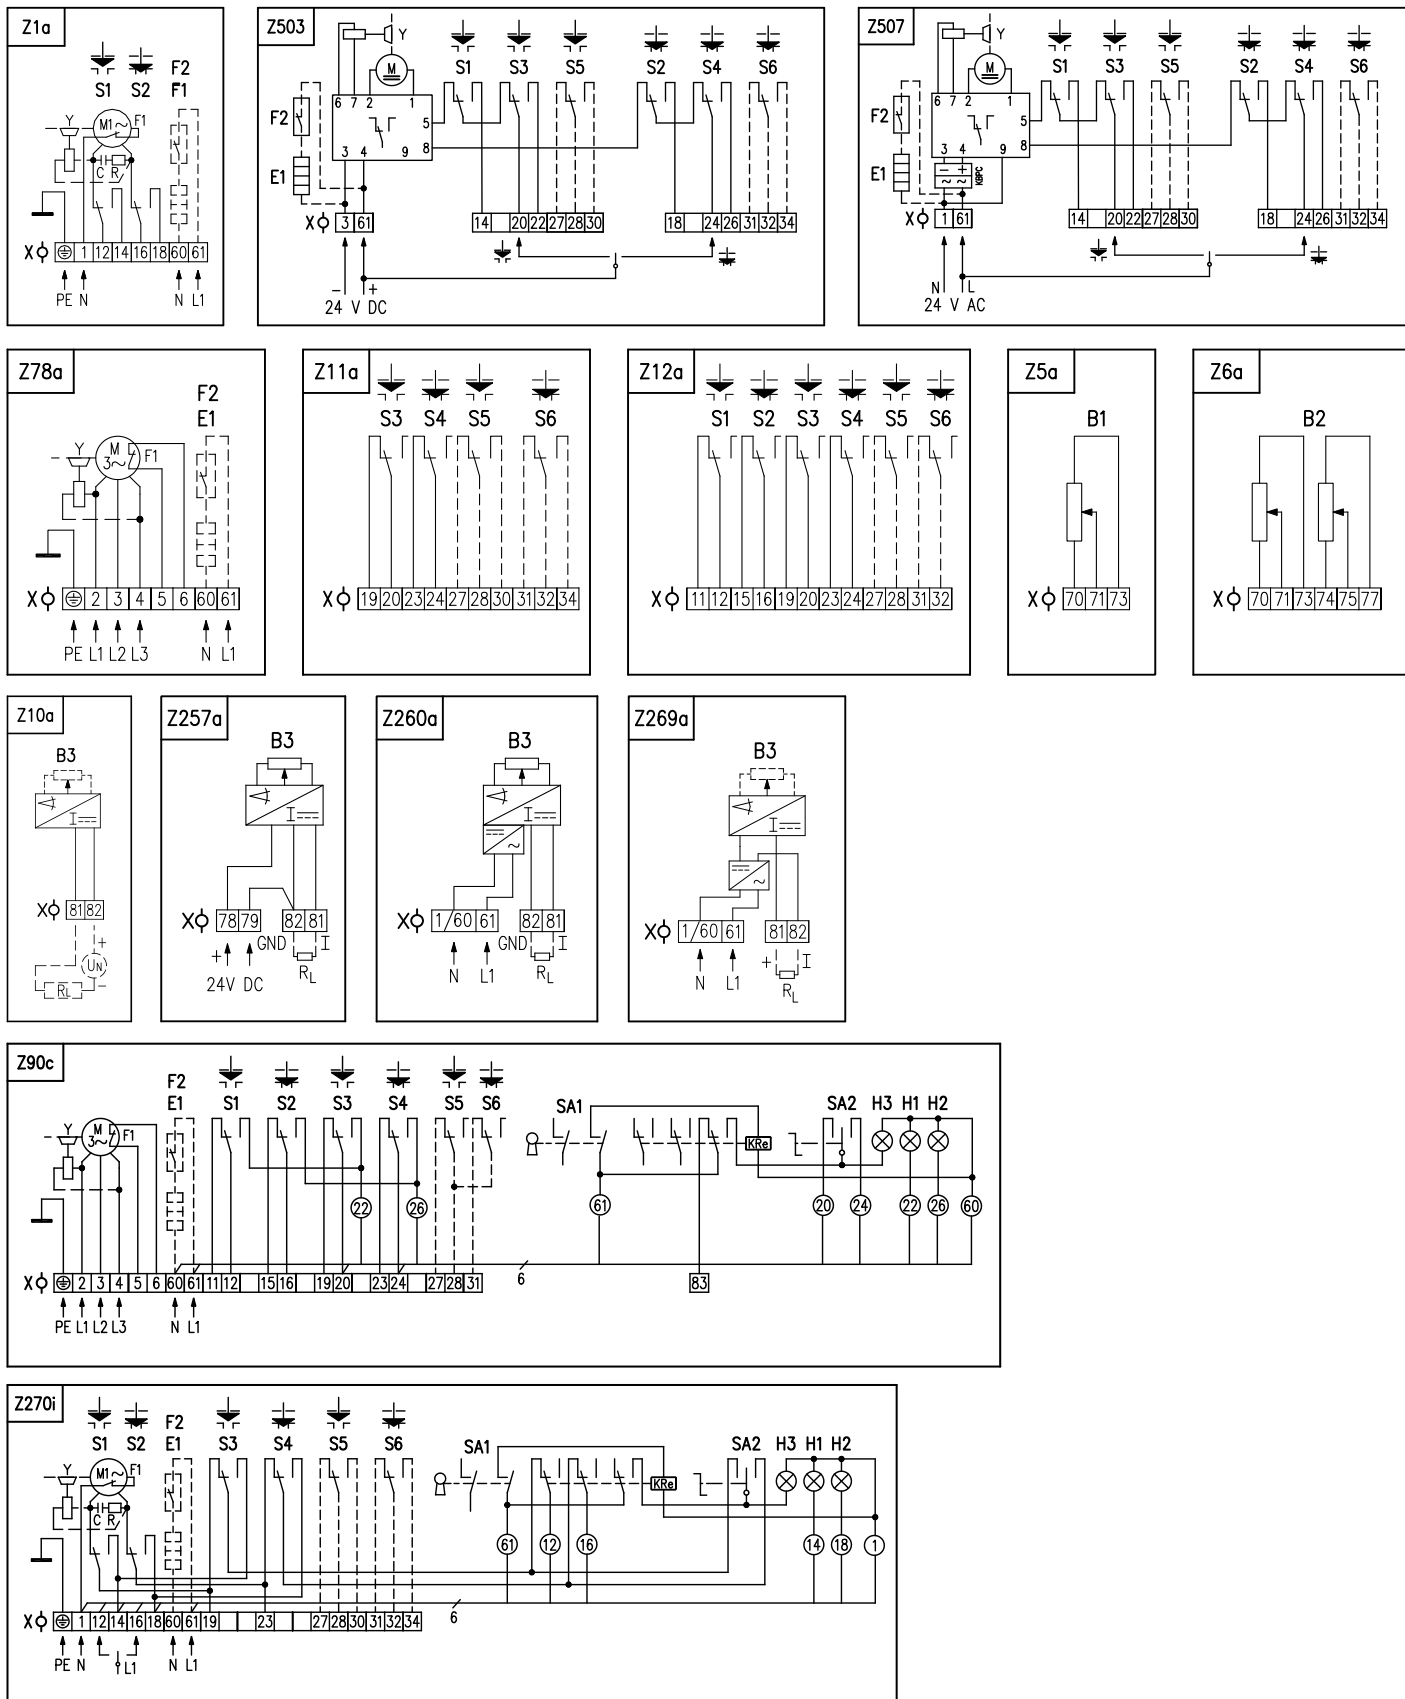 Z1a
S1 S2 F2
F1
Y M1~ F1
C R
X 1 12 14 16 18 60 61
PE N N L1
Z503
Y
M
S1 S3 S5 S2 S4 S6
6 7 2 1
F2
5
8
3 4 9
E1
X 3 61 14 20 22 27 28 30 18 24 26 31 32 34
- +
24 V DC
Z507
Y
M
S1 S3 S5 S2 S4 S6
6 7 2 1
F2
5
8
3 4 9
- +
~ ~ KBPC
E1
X 1 61 14 20 22 27 28 30 18 24 26 31 32 34
N L
24 V AC
Z78a
F2
E1
Y M 3~ F1
X 2 3 4 5 6 60 61
PE L1 L2 L3 N L1
Z11a
S3 S4 S5 S6
X 19 20 23 24 27 28 30 31 32 34
Z12a
S1 S2 S3 S4 S5 S6
X 11 12 15 16 19 20 23 24 27 28 31 32
Z5a
B1
X 70 71 73
Z6a
B2
X 70 71 73 74 75 77
Z10a
B3
I
X 81 82
+
UN
RL -
Z257a
B3
I
X 78 79 82 81
+ GND I
24V DC RL
Z260a
B3
I
~
X 1/60 61 82 81
GND I
N L1 RL
Z269a
B3
I
~
X 1/60 61 81 82
+ I
N L1 RL
Z90c
F2
E1 S1 S2 S3 S4 S5 S6 SA1 SA2 H3 H1 H2
Y M 3~ F1
KRe
22 26 61 20 24 22 26 60
X 2 3 4 5 6 60 61 11 12 15 16 19 20 23 24 27 28 31 6 83
PE L1 L2 L3 N L1
Z270i
S1 S2 F2
E1 S3 S4 S5 S6 SA1 SA2 H3 H1 H2
Y M1~ F1
KRe
C R
61 12 16 14 18 1
X 1 12 14 16 18 60 61 19 23 27 28 30 31 32 34 6
PE N L1 N L1